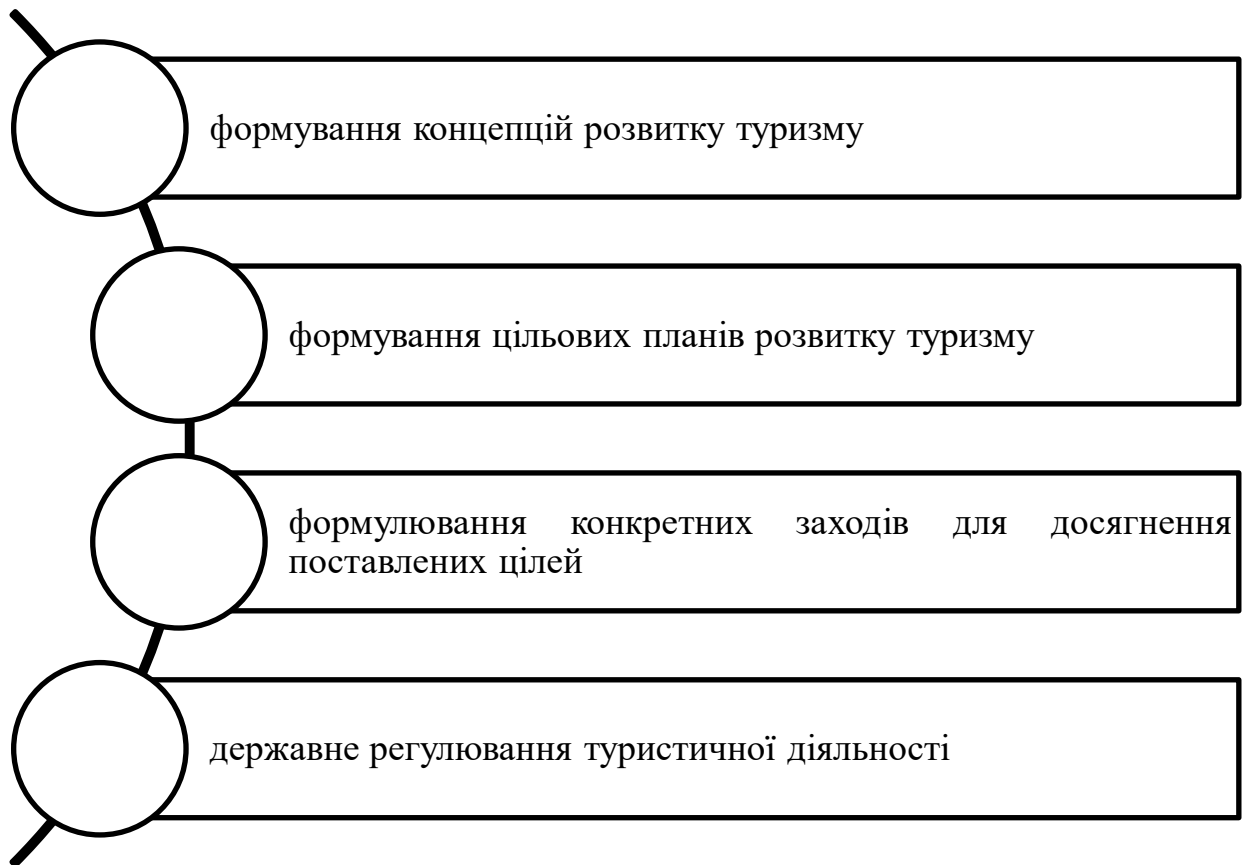 формування концепцій розвитку туризму
формування цільових планів розвитку туризму
формулювання конкретних заходів для досягнення
поставлених цілей
державне регулювання туристичної діяльності